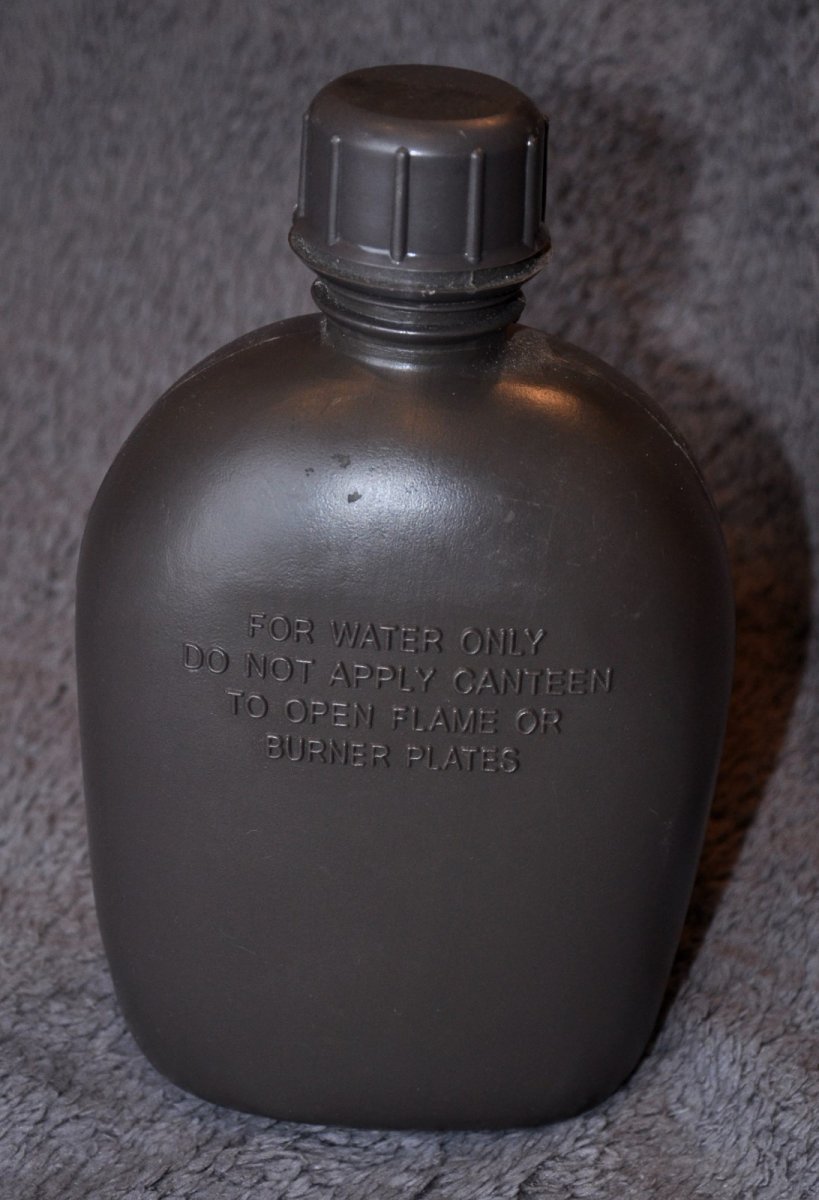 FOR WATER ONLY
DO NOT APPLY CANTEEN
TO OPEN FLAME OR
BURNER PLATES